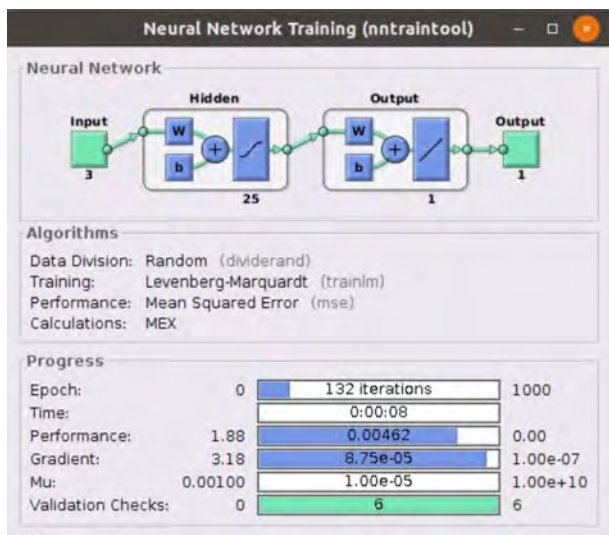 Neural Network Training (nntraintool)
Neural Network
Hidden Output
Input W b + W b + Output
3 25 1 1
Algorithms
Data Division: Random (dividerand)
Training: Levenberg-Marquardt (trainlm)
Performance: Mean Squared Error (mse)
Calculations: MEX
Progress
Epoch: 0 132 iterations 1000
Time: 0:00:08
Performance: 1.88 0.00462 0.00
Gradient: 3.18 8.75e-05 1.00e-07
Mu: 0.00100 1.00e-05 1.00e+10
Validation Checks: 0 6 6